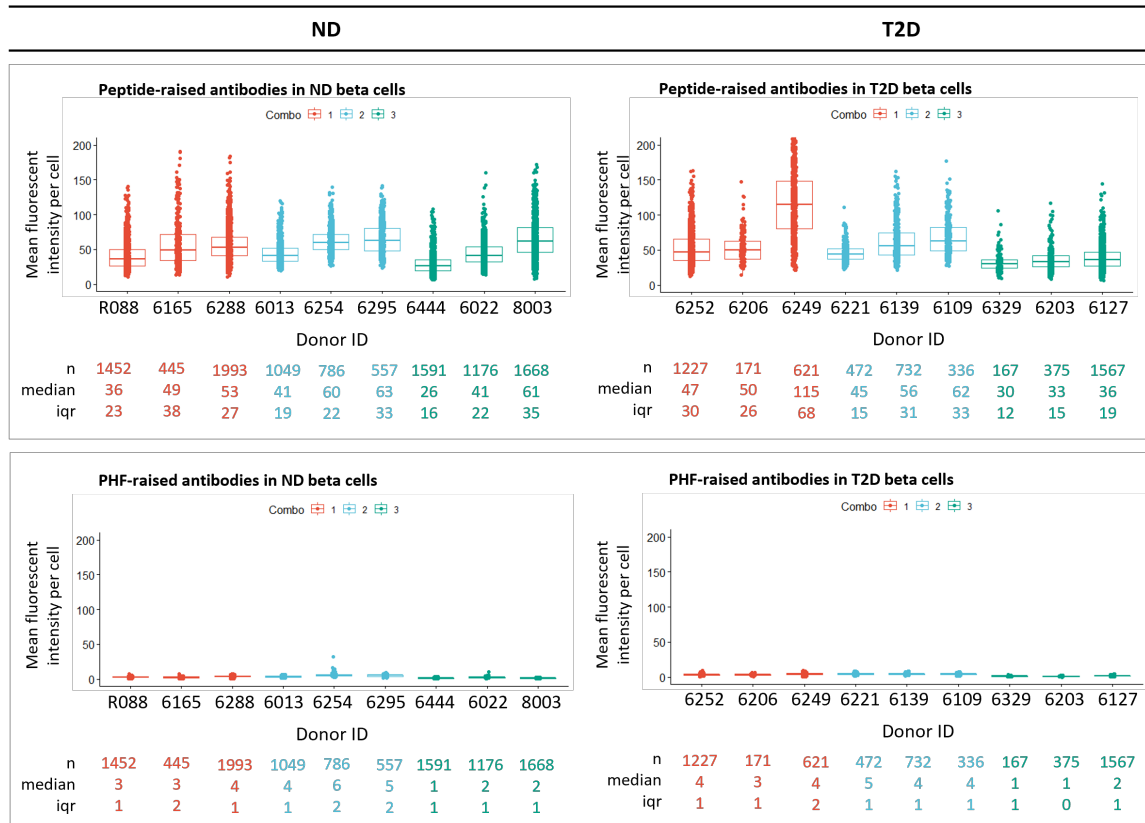 ND T2D
Peptide-raised antibodies in ND beta cells
Combo 1 2 3
Mean fluorescent
intensity per cell
200
150
100
50
0
R088 6165 6288 6013 6254 6295 6444 6022 8003
Donor ID
n 1452 445 1993 1049 786 557 1591 1176 1668
median 36 49 53 41 60 63 26 41 61
iqr 23 38 27 19 22 33 16 22 35
Peptide-raised antibodies in T2D beta cells
Combo 1 2 3
Mean fluorescent
intensity per cell
200
150
100
50
0
6252 6206 6249 6221 6139 6109 6329 6203 6127
Donor ID
n 1227 171 621 472 732 336 167 375 1567
median 47 50 115 45 56 62 30 33 36
iqr 30 26 68 15 31 33 12 15 19
PHF-raised antibodies in ND beta cells
Combo 1 2 3
Mean fluorescent
intensity per cell
200
150
100
50
0
R088 6165 6288 6013 6254 6295 6444 6022 8003
Donor ID
n 1452 445 1993 1049 786 557 1591 1176 1668
median 3 3 4 4 6 5 1 2 2
iqr 1 2 1 1 2 2 1 1 1
PHF-raised antibodies in T2D beta cells
Combo 1 2 3
Mean fluorescent
intensity per cell
200
150
100
50
0
6252 6206 6249 6221 6139 6109 6329 6203 6127
Donor ID
n 1227 171 621 472 732 336 167 375 1567
median 4 3 4 5 4 4 1 1 2
iqr 1 1 2 1 1 1 1 0 1